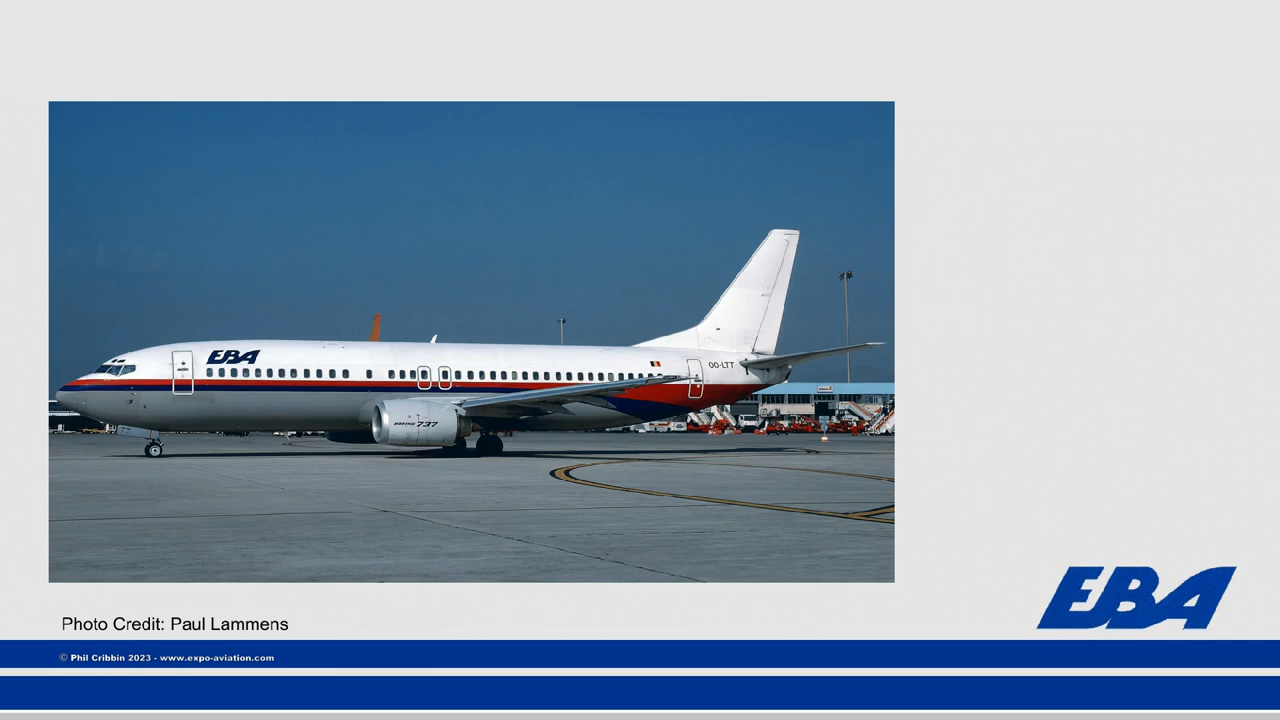 EBA
OO-LTT
BOEING 737
EBA
Photo Credit: Paul Lammens
© Phil Cribbin 2023 - www.expo-aviation.com